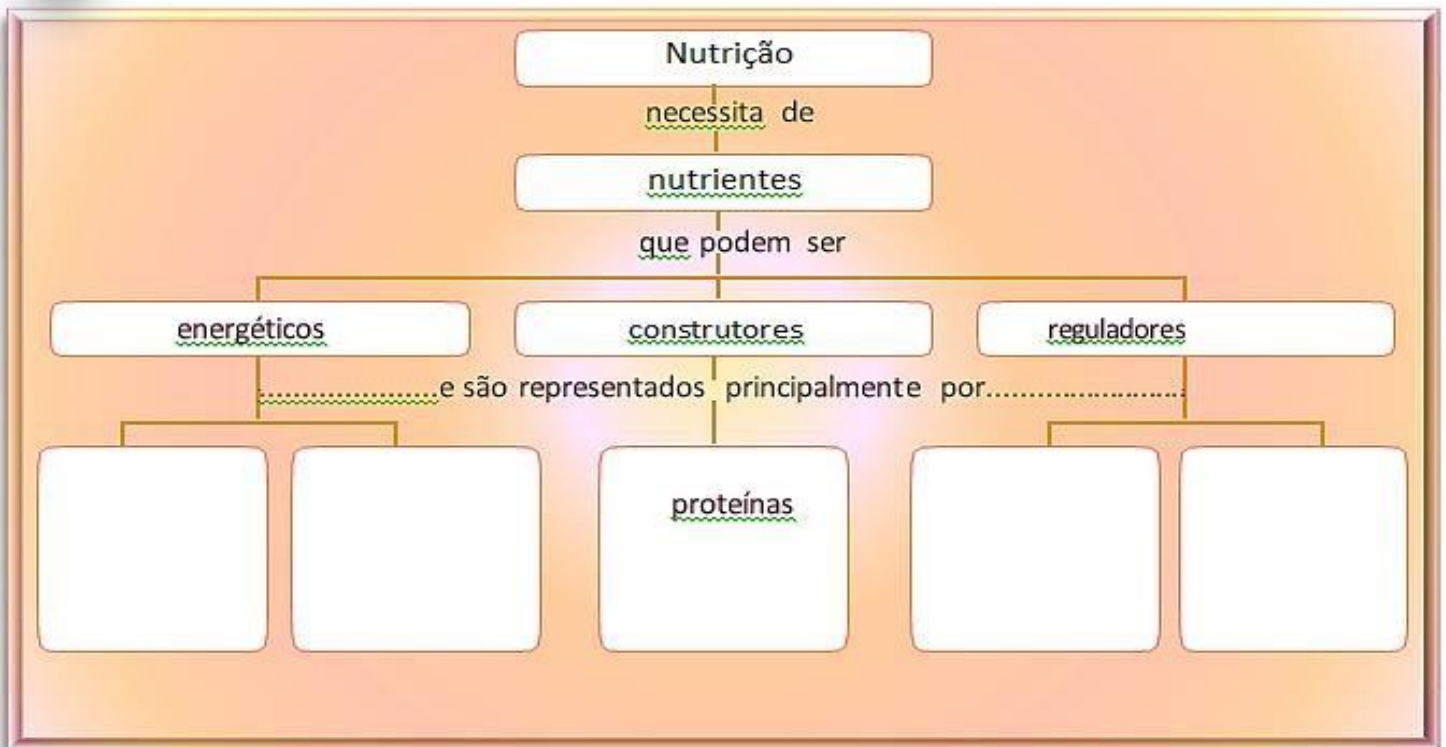 Nutrição
necessita de
nutrientes
que podem ser
energéticos
construtores
reguladores
.......................e são representados principalmente por.........................
proteínas